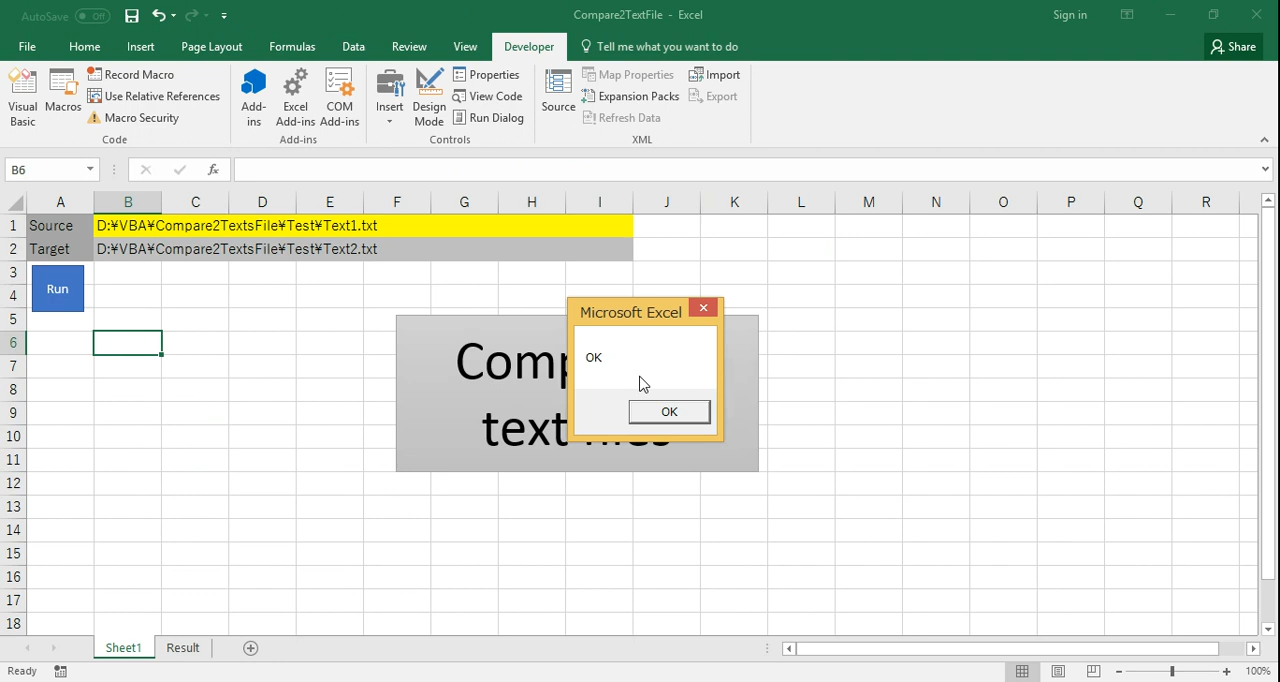 AutoSave Off
Compare2TextFile - Excel
Sign in
File Home Insert Page Layout Formulas Data Review View Developer Tell me what you want to do Share
Visual Basic
Macros
Record Macro
Use Relative References
Macro Security
Code
Add-ins
Excel Add-ins
COM Add-ins
Add-ins
Insert
Design Mode
Properties
View Code
Run Dialog
Controls
Source
Map Properties
Expansion Packs
Refresh Data
Import
Export
XML
B6
fx
A B C D E F G H I J K L M N O P Q R
1 Source D:¥VBA¥Compare2TextsFile¥Test¥Text1.txt
2 Target D:¥VBA¥Compare2TextsFile¥Test¥Text2.txt
3
Run
4
5
6
7
8
9
10
11
12
13
14
15
16
17
18
Comp
text
Microsoft Excel
OK
OK
Sheet1 Result
Ready
100%